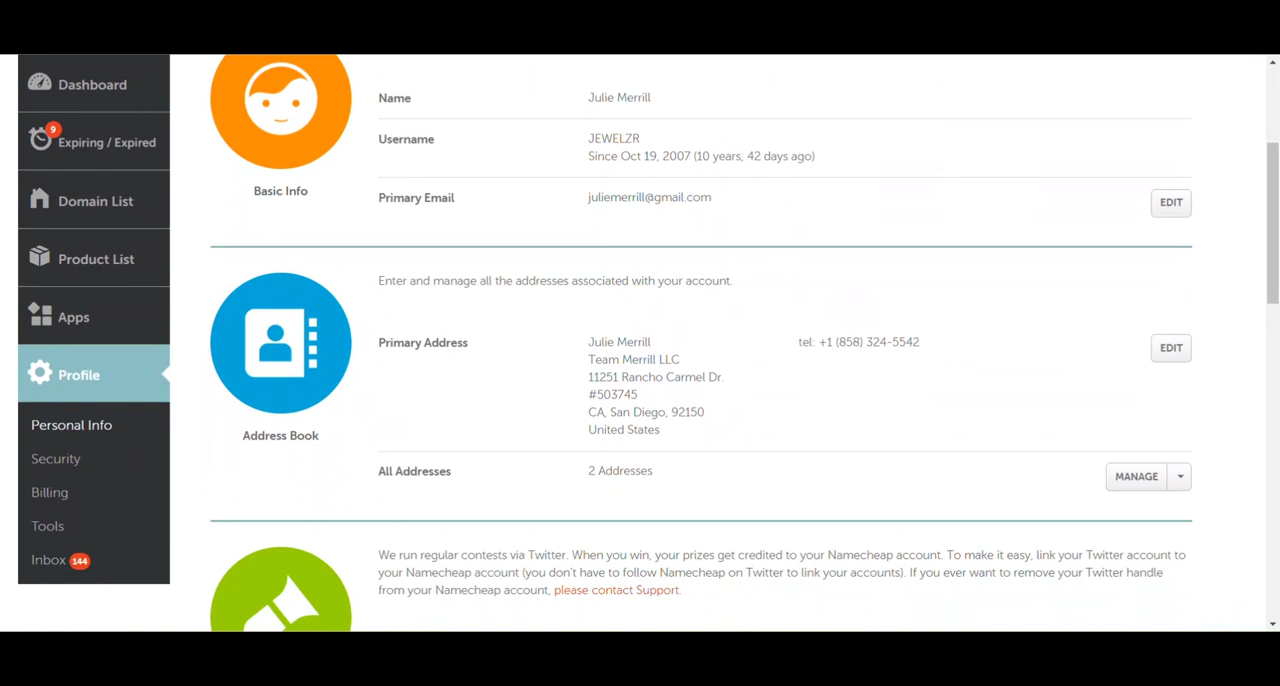 Dashboard
9
Expiring / Expired
Domain List
Product List
Apps
Profile
Personal Info
Security
Billing
Tools
Inbox 144
Basic Info
Name Julie Merrill
Username JEWELZR
Since Oct 19, 2007 (10 years, 42 days ago)
Primary Email juliemerrill@gmail.com EDIT
Address Book
Enter and manage all the addresses associated with your account.
Primary Address Julie Merrill tel: +1 (858) 324-5542 EDIT
Team Merrill LLC
11251 Rancho Carmel Dr.
#503745
CA, San Diego, 92150
United States
All Addresses 2 Addresses MANAGE
We run regular contests via Twitter. When you win, your prizes get credited to your Namecheap account. To make it easy, link your Twitter account to
your Namecheap account (you don't have to follow Namecheap on Twitter to link your accounts). If you ever want to remove your Twitter handle
from your Namecheap account, please contact Support.